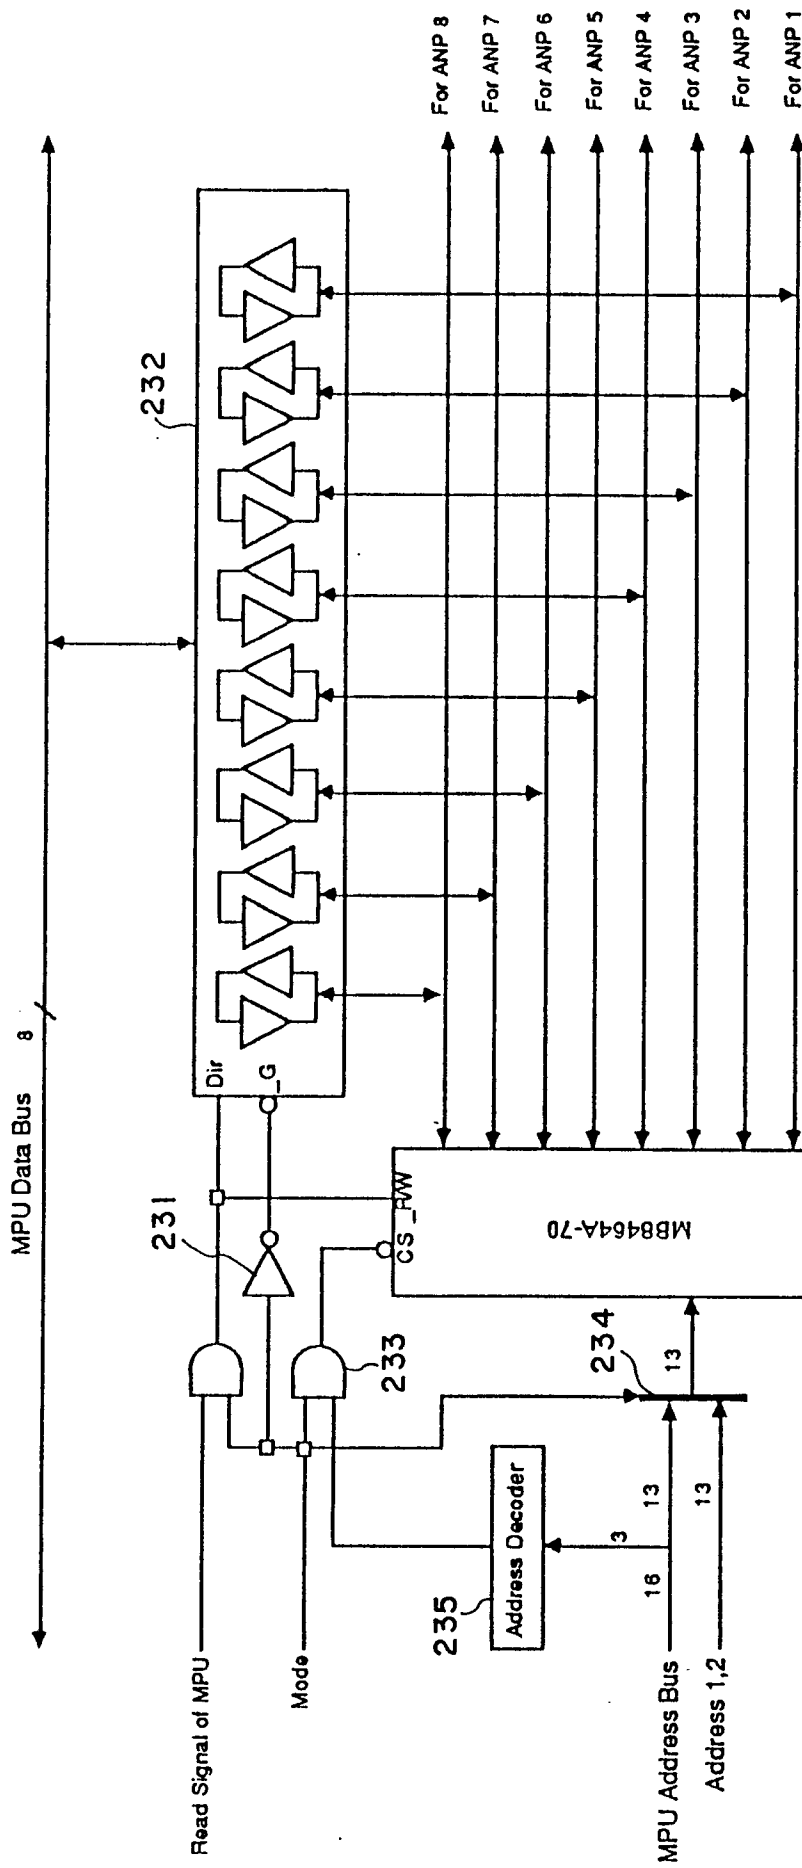 MPU Data Bus
8
232
Dir
_G
231
Read Signal of MPU
Mode
233
CS
_R/W
MB8464A-70
234
13
235
Address Decoder
3
16
13
13
MPU Address Bus
Address 1,2
For ANP 8
For ANP 7
For ANP 6
For ANP 5
For ANP 4
For ANP 3
For ANP 2
For ANP 1